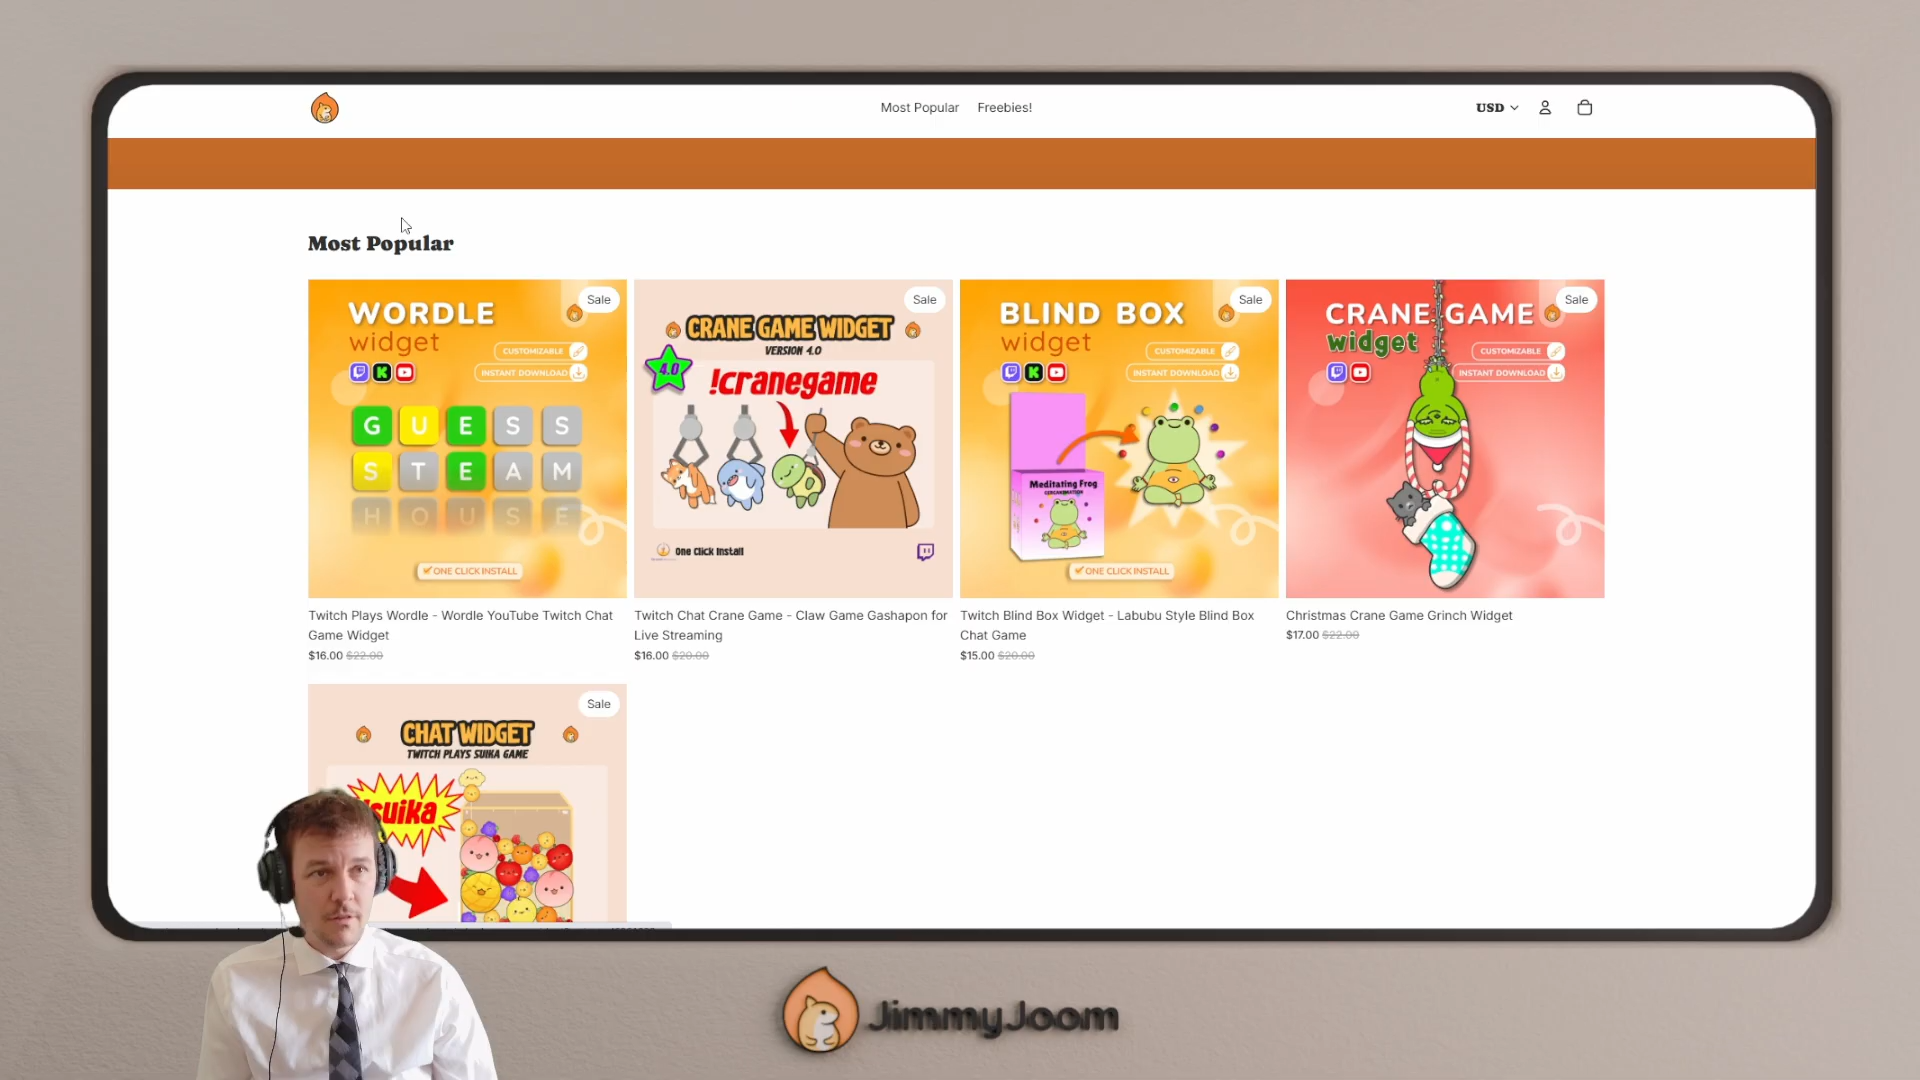 Most Popular Freebies!
USD
Most Popular
WORDLE
widget
Sale
CUSTOMIZABLE
INSTANT DOWNLOAD
K
G U E S S
S T E A M
H O U S E
ONE CLICK INSTALL
Sale
CRANE GAME WIDGET
VERSION 4.0
4.0
!cranegame
One Click Install
BLIND BOX
widget
Sale
CUSTOMIZABLE
INSTANT DOWNLOAD
K
Meditating Frog
ONE CLICK INSTALL
CRANE GAME
widget
Sale
CUSTOMIZABLE
INSTANT DOWNLOAD
Twitch Plays Wordle - Wordle YouTube Twitch Chat
Game Widget
$16.00 $22.00
Twitch Chat Crane Game - Claw Game Gashapon for
Live Streaming
$16.00 $20.00
Twitch Blind Box Widget - Labubu Style Blind Box
Chat Game
$15.00 $20.00
Christmas Crane Game Grinch Widget
$17.00 $22.00
Sale
CHAT WIDGET
TWITCH PLAYS SUIKA GAME
suika
JimmyJoom